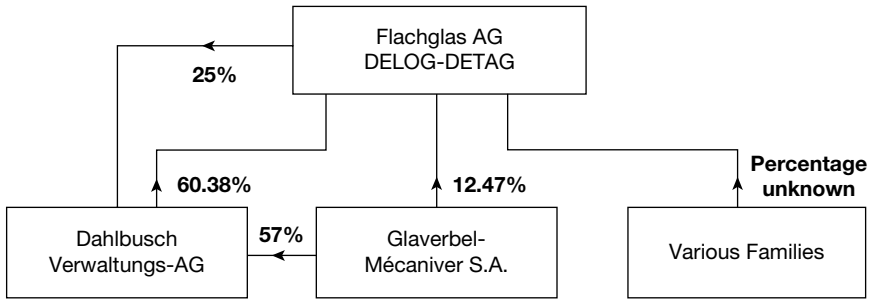 Flachglas AG
DELOG-DETAG
25%
60.38%
12.47%
Percentage
unknown
Dahlbusch
Verwaltungs-AG
57%
Glaverbel-
Mécaniver S.A.
Various Families